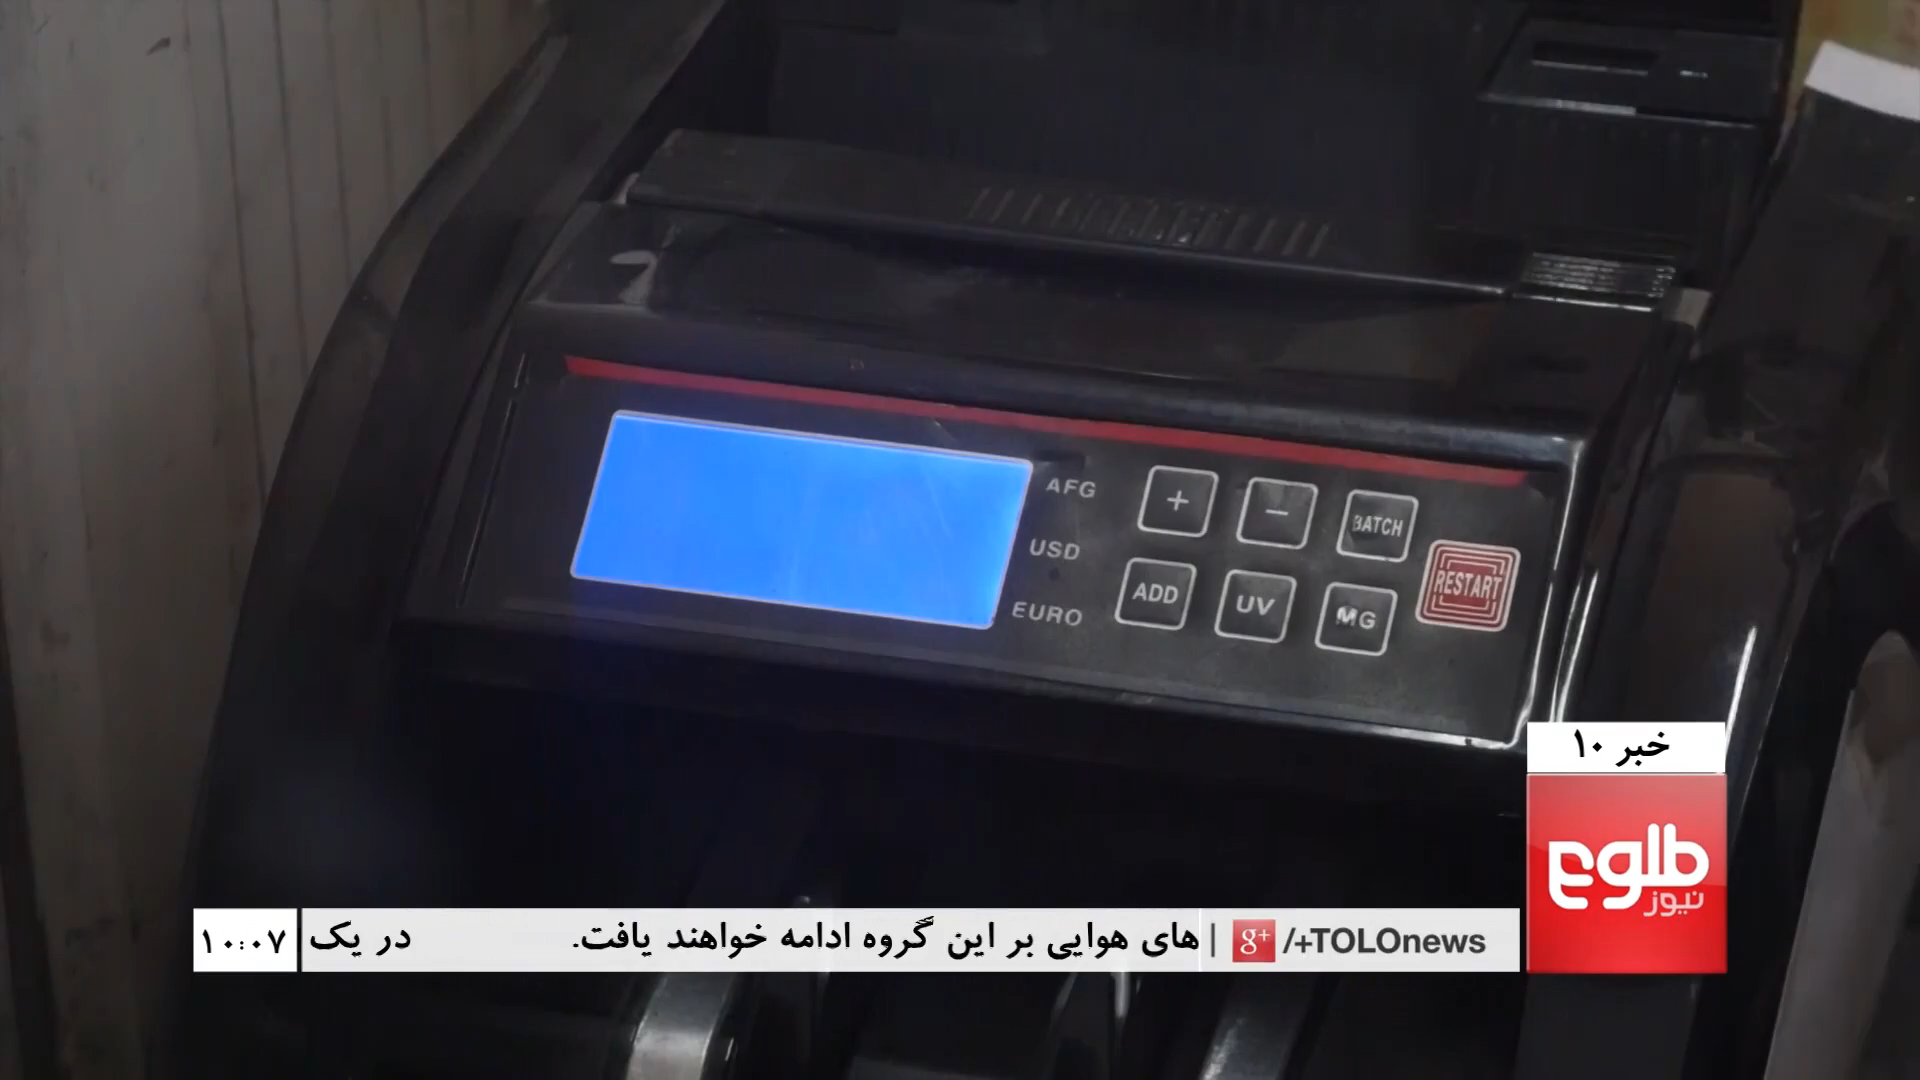 AFG
USD
EURO
+
−
BATCH
ADD
UV
MG
RESTART
خبر ۱۰
طلوع
نیوز
های هوایی بر این گروه ادامه خواهند یافت. در یک
| g+ /+TOLOnews
۱۰:۰۷